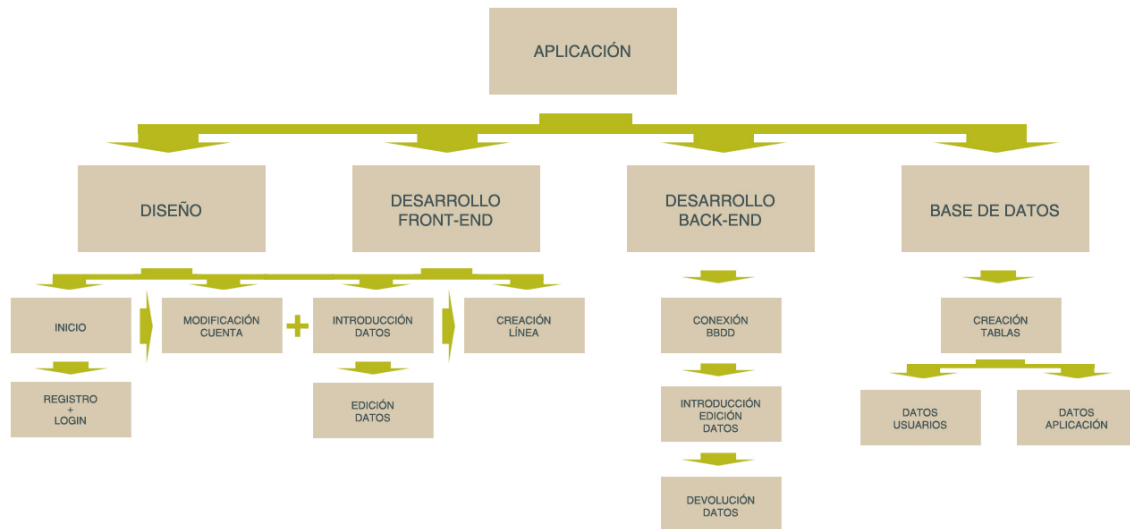 APLICACIÓN
DISEÑO
DESARROLLO
FRONT-END
DESARROLLO
BACK-END
BASE DE DATOS
INICIO
MODIFICACIÓN
CUENTA
+
INTRODUCCIÓN
DATOS
CREACIÓN
LÍNEA
CONEXIÓN
BBDD
CREACIÓN
TABLAS
REGISTRO
+
LOGIN
EDICIÓN
DATOS
INTRODUCCIÓN
EDICIÓN
DATOS
DATOS
USUARIOS
DATOS
APLICACIÓN
DEVOLUCIÓN
DATOS